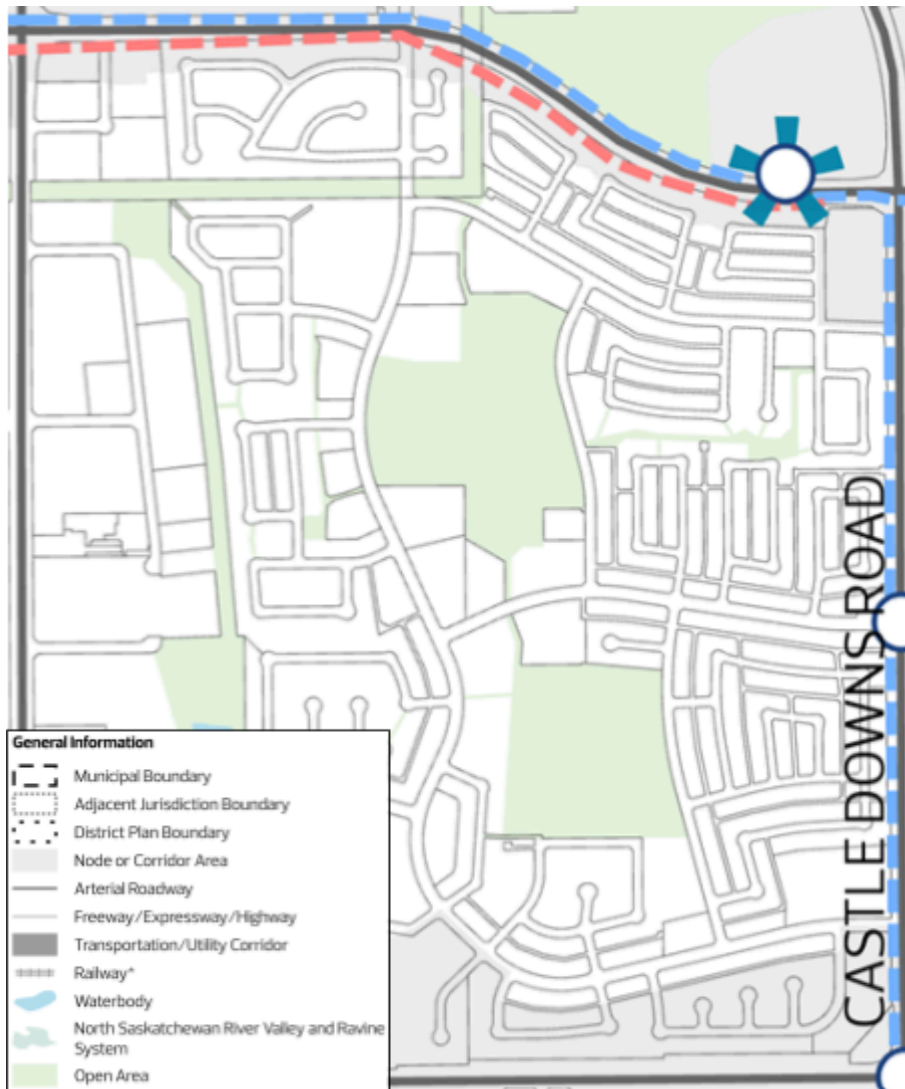 CASTLE DOWNS ROAD
General Information
Municipal Boundary
Adjacent Jurisdiction Boundary
District Plan Boundary
Node or Corridor Area
Arterial Roadway
Freeway/Expressway/Highway
Transportation/Utility Corridor
Railway^
Waterbody
North Saskatchewan River Valley and Ravine
System
Open Area